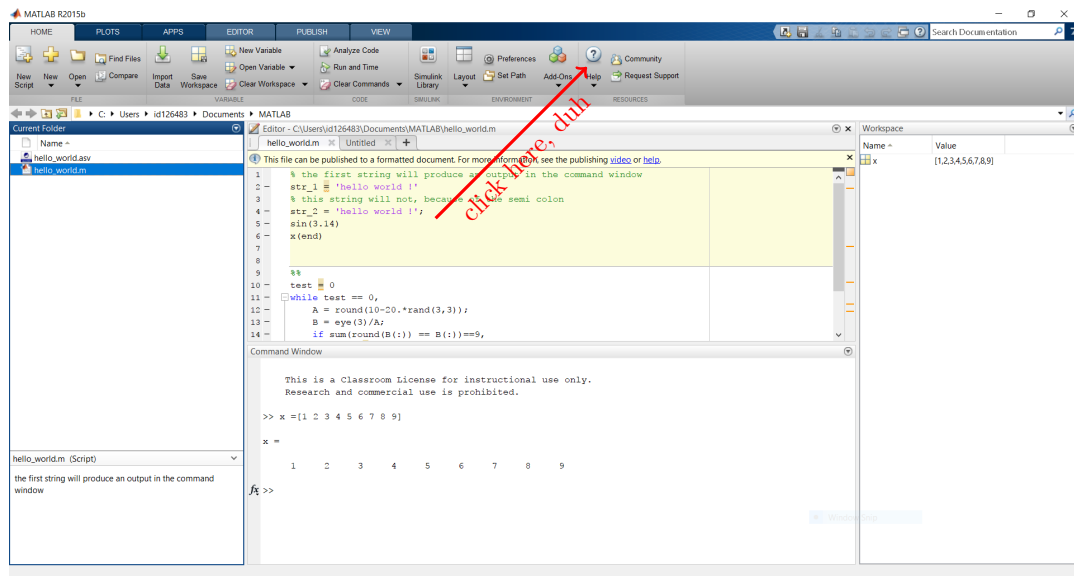 MATLAB R2015b
HOME PLOTS APPS EDITOR PUBLISH VIEW
Search Documentation
New Script
New
Open
Find Files
Compare
Import Data
Save Workspace
New Variable
Open Variable
Clear Workspace
Analyze Code
Run and Time
Clear Commands
Simulink Library
Layout
Preferences
Set Path
Add-Ons
Help
Community
Request Support
FILE VARIABLE CODE SIMULINK ENVIRONMENT RESOURCES
C: Users id126483 Documents MATLAB
Current Folder
Name
hello_world.asv
hello_world.m
hello_world.m (Script)
the first string will produce an output in the command
window
Editor - C:\Users\id126483\Documents\MATLAB\hello_world.m
hello_world.m Untitled +
This file can be published to a formatted document. For more information, see the publishing video or help.
1 % the first string will produce an output in the command window
2 - str_1 = 'hello world !'
3 % this string will not, because of the semi colon
4 - str_2 = 'hello world !';
5 - sin(3.14)
6 - x(end)
7
8
9 %%
10 - test = 0
11 - while test == 0,
12 - A = round(10-20.*rand(3,3));
13 - B = eye(3)/A;
14 - if sum(round(B(:)) == B(:))==9,
click here, duh
Command Window
This is a Classroom License for instructional use only.
Research and commercial use is prohibited.
>> x =[1 2 3 4 5 6 7 8 9]
x =
1 2 3 4 5 6 7 8 9
fx >>
Workspace
Name Value
x [1,2,3,4,5,6,7,8,9]